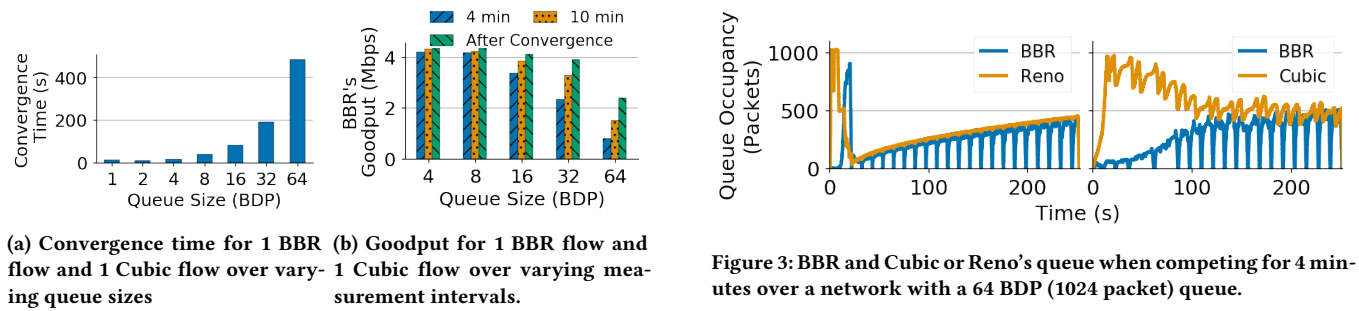 Convergence
Time (s)
400
200
0
1 2 4 8 16 32 64
Queue Size (BDP)
4 min
10 min
After Convergence
BBR's
Goodput (Mbps)
4
2
0
4 8 16 32 64
Queue Size (BDP)
(a) Convergence time for 1 BBR
flow and 1 Cubic flow over vary-
ing queue sizes
(b) Goodput for 1 BBR flow and
1 Cubic flow over varying mea-
surement intervals.
Queue Occupancy
(Packets)
1000
500
0
BBR
Reno
0 100 200
BBR
Cubic
0 100 200
Time (s)
Figure 3: BBR and Cubic or Reno's queue when competing for 4 min-
utes over a network with a 64 BDP (1024 packet) queue.